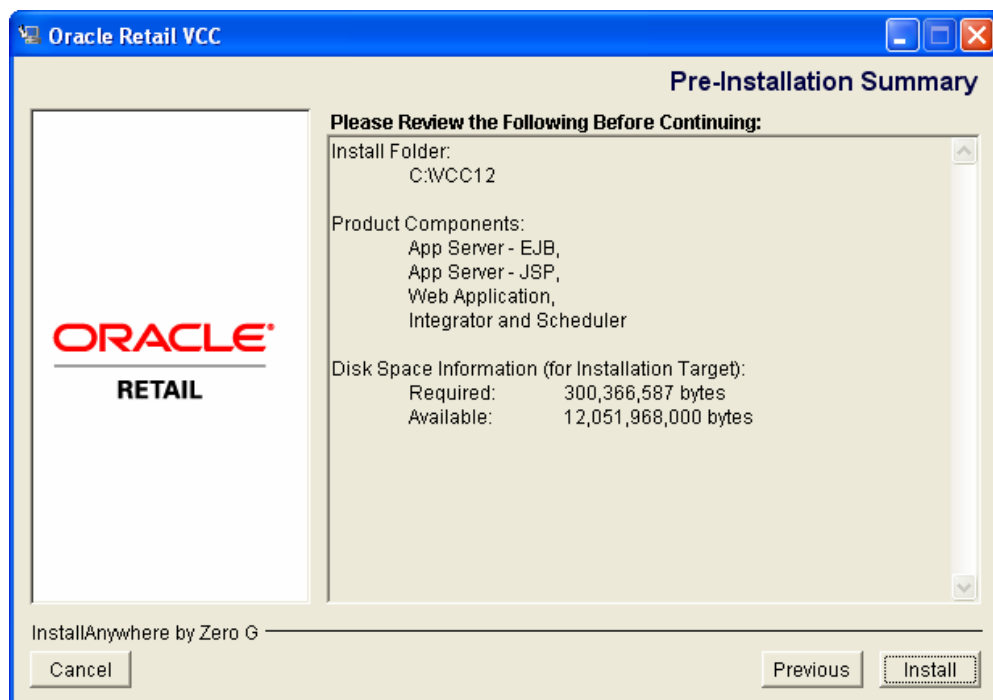 Oracle Retail VCC
Pre-Installation Summary
Please Review the Following Before Continuing:
Install Folder:
C:\VCC12
Product Components:
App Server - EJB,
App Server - JSP,
Web Application,
Integrator and Scheduler
Disk Space Information (for Installation Target):
Required: 300,366,587 bytes
Available: 12,051,968,000 bytes
ORACLE
RETAIL
InstallAnywhere by Zero G
Cancel Previous Install